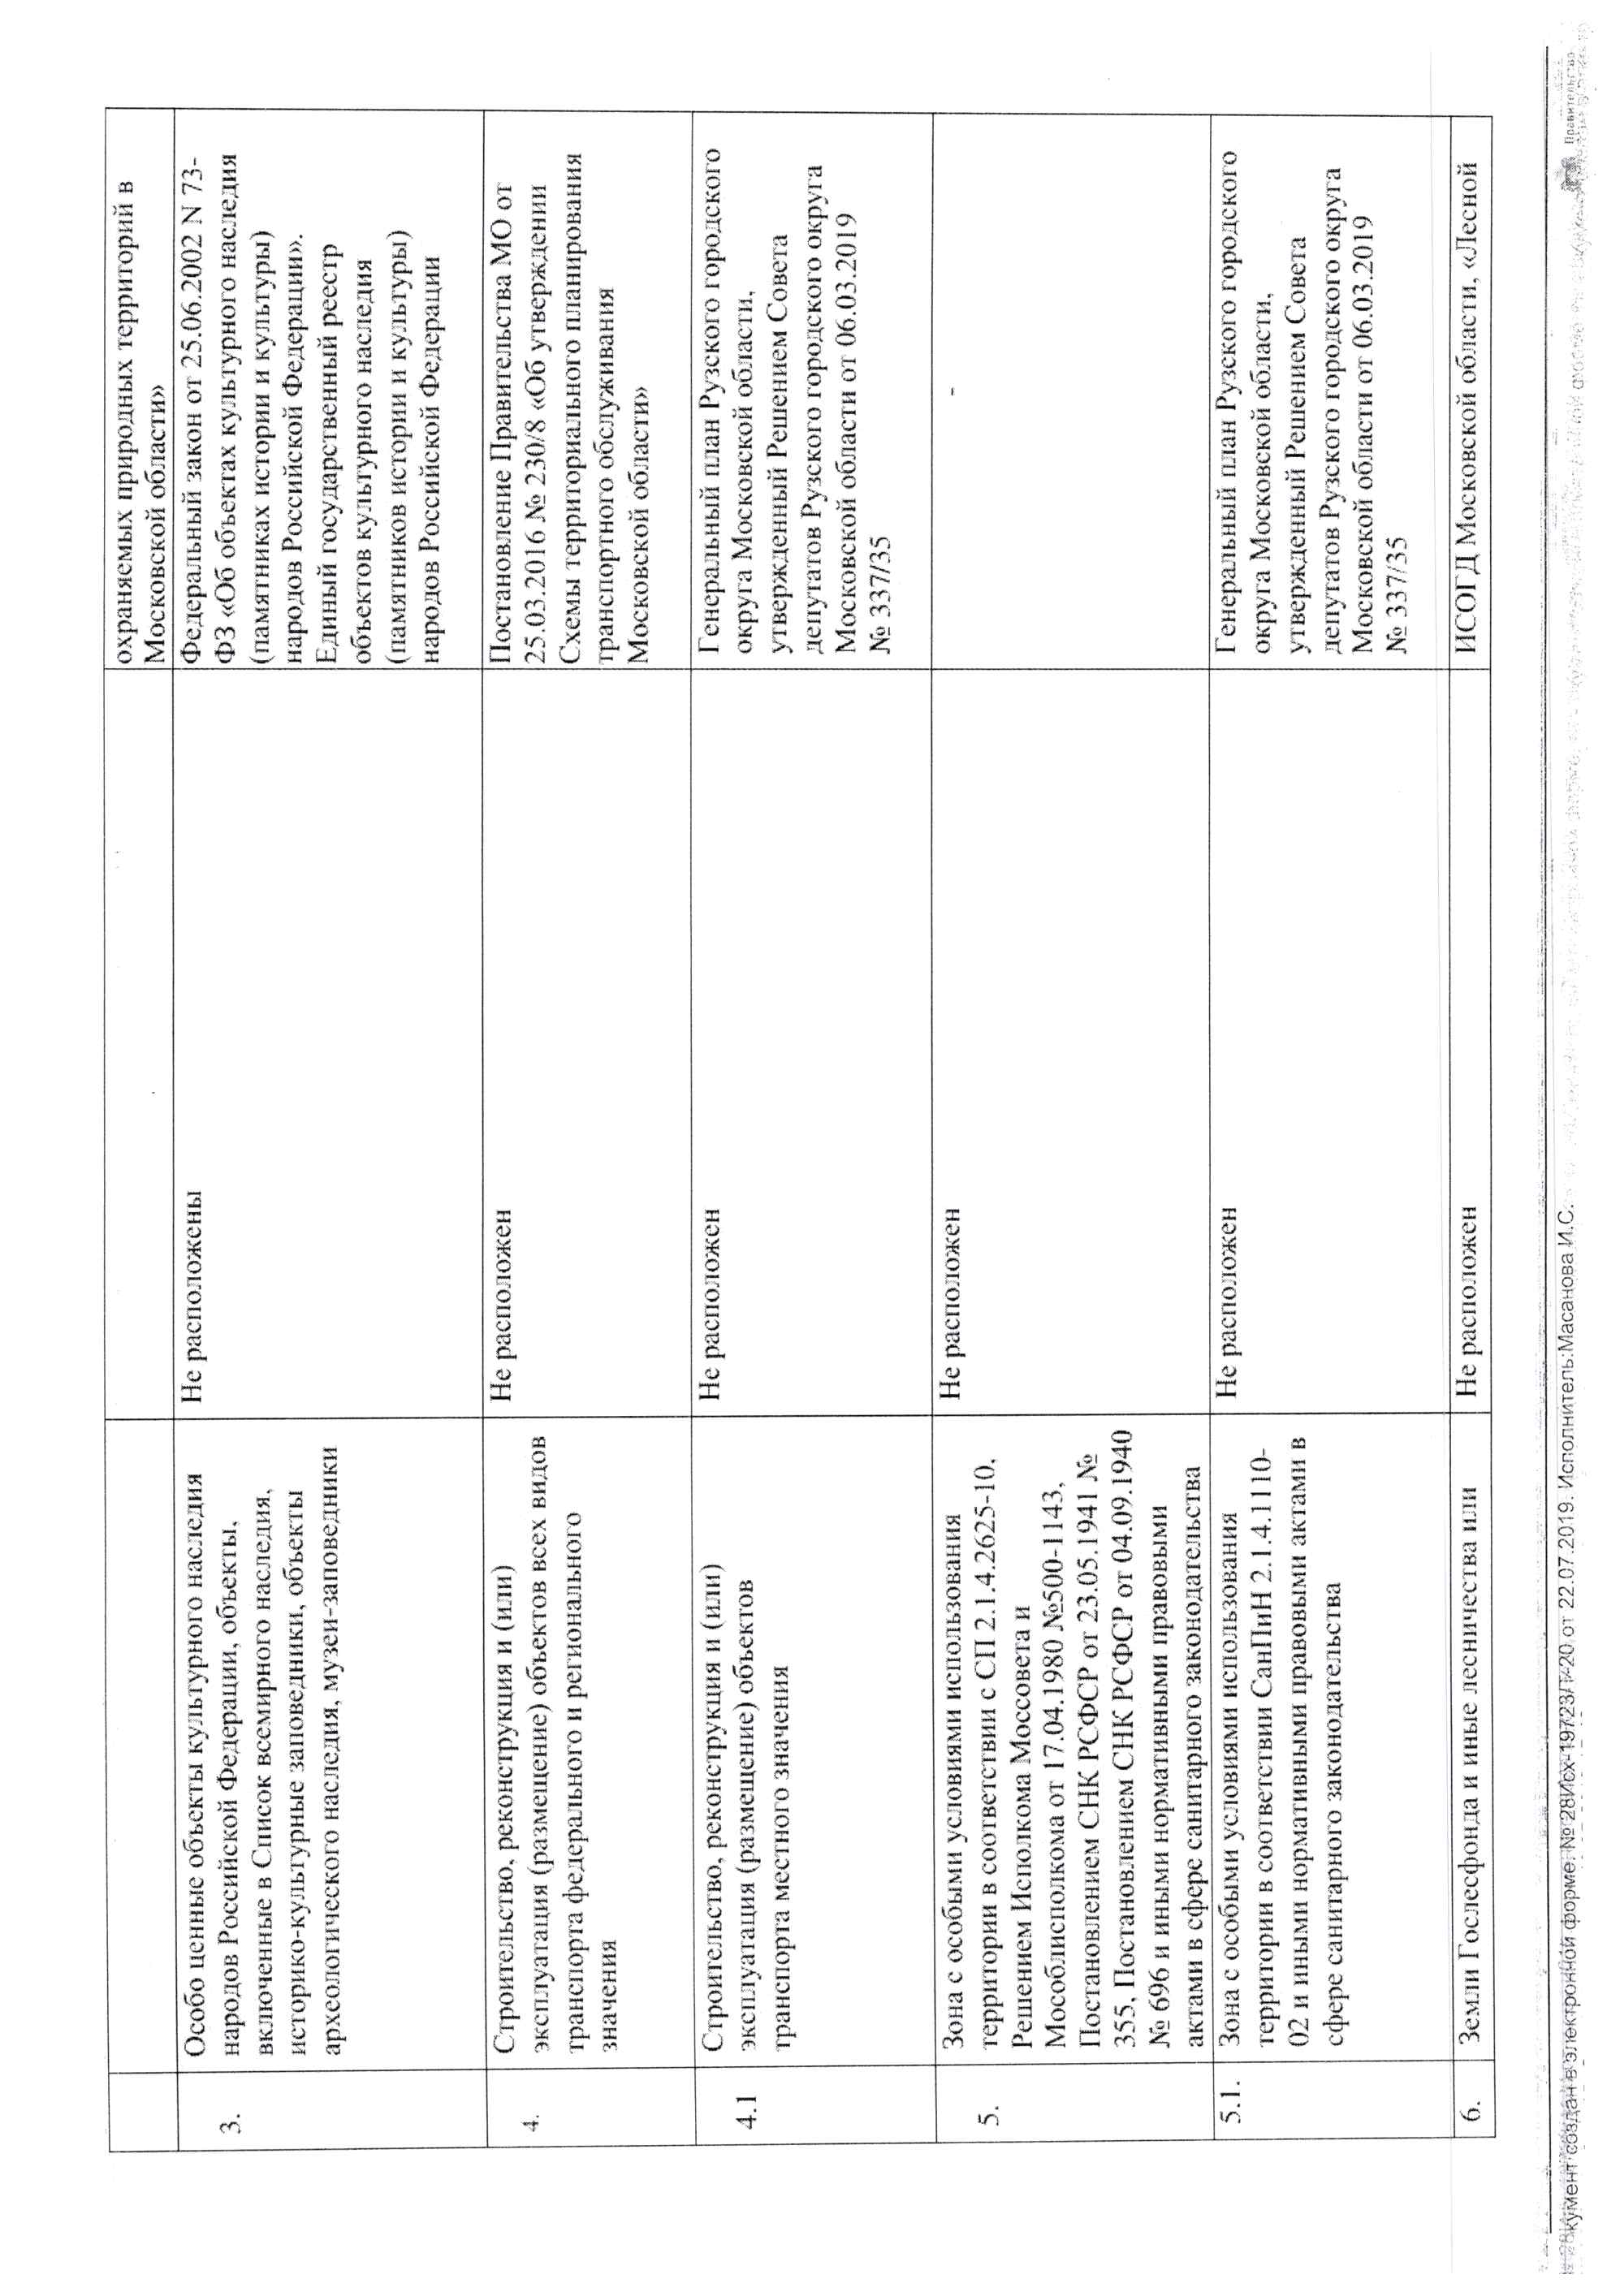 охраняемых природных территорий в
Московской области»
3.
Особо ценные объекты культурного наследия
народов Российской Федерации, объекты,
включенные в Список всемирного наследия,
историко-культурные заповедники, объекты
археологического наследия, музеи-заповедники
Не расположены
Федеральный закон от 25.06.2002 N 73-
ФЗ «Об объектах культурного наследия
(памятниках истории и культуры)
народов Российской Федерации».
Единый государственный реестр
объектов культурного наследия
(памятников истории и культуры)
народов Российской Федерации
4.
Строительство, реконструкция и (или)
эксплуатация (размещение) объектов всех видов
транспорта федерального и регионального
значения
Не расположен
Постановление Правительства МО от
25.03.2016 № 230/8 «Об утверждении
Схемы территориального планирования
транспортного обслуживания
Московской области»
4.1
Строительство, реконструкция и (или)
эксплуатация (размещение) объектов
транспорта местного значения
Не расположен
Генеральный план Рузского городского
округа Московской области,
утвержденный Решением Совета
депутатов Рузского городского округа
Московской области от 06.03.2019
№ 337/35
5.
Зона с особыми условиями использования
территории в соответствии с СП 2.1.4.2625-10,
Решением Исполкома Моссовета и
Мособлисполкома от 17.04.1980 №500-1143,
Постановлением СНК РСФСР от 23.05.1941 №
355, Постановлением СНК РСФСР от 04.09.1940
№ 696 и иными нормативными правовыми
актами в сфере санитарного законодательства
Не расположен
-
5.1.
Зона с особыми условиями использования
территории в соответствии СанПиН 2.1.4.1110-
02 и иными нормативными правовыми актами в
сфере санитарного законодательства
Не расположен
Генеральный план Рузского городского
округа Московской области,
утвержденный Решением Совета
депутатов Рузского городского округа
Московской области от 06.03.2019
№ 337/35
6.
Земли Гослесфонда и иные лесничества или
Не расположен
ИСОГД Московской области, «Лесной
кумент создан в электронной форме. № 28Исх-19723/Т-20 от 22.07.2019. Исполнитель:Масанова И.С.
Правительство